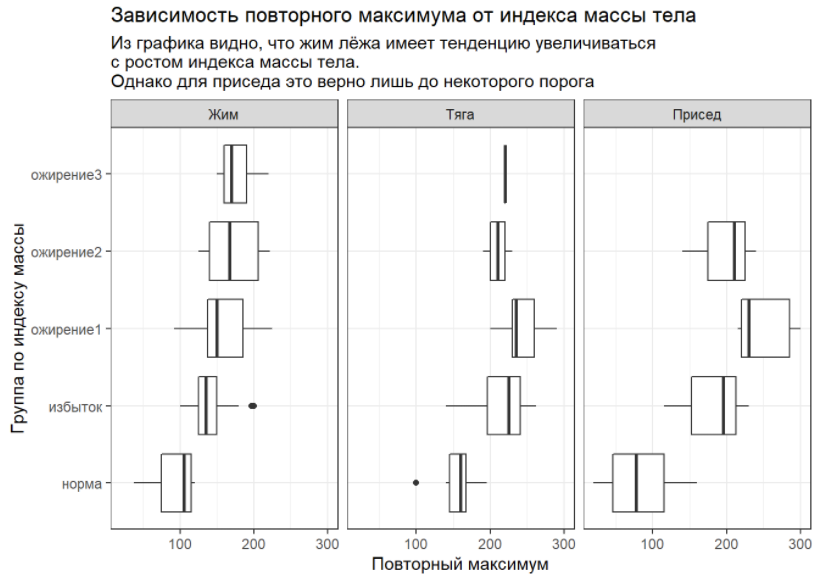 Зависимость повторного максимума от индекса массы тела
Из графика видно, что жим лёжа имеет тенденцию увеличиваться
с ростом индекса массы тела.
Однако для приседа это верно лишь до некоторого порога
Жим
Тяга
Присед
Группа по индексу массы
ожирение3
ожирение2
ожирение1
избыток
норма
100 200 300 100 200 300 100 200 300
Повторный максимум